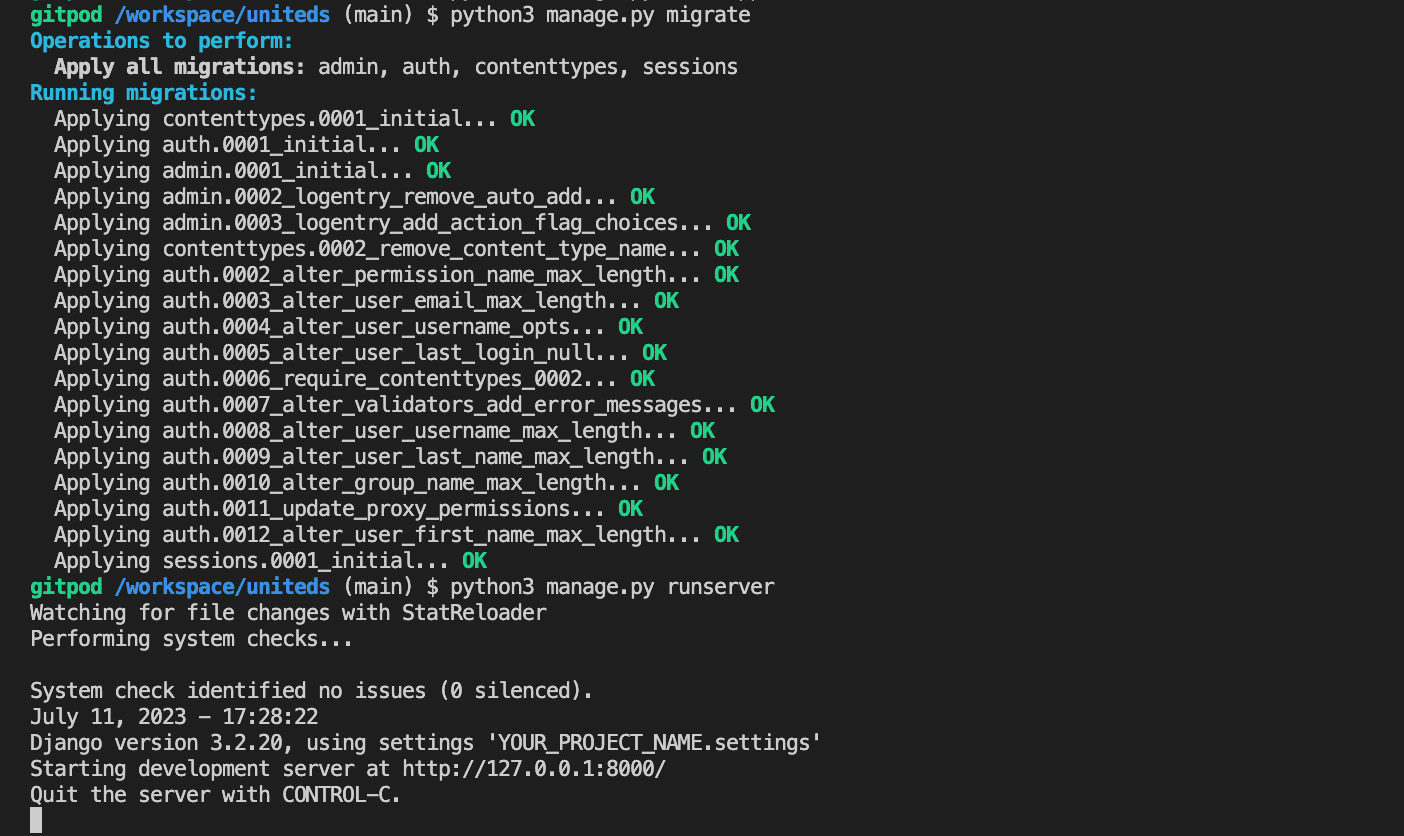 gitpod /workspace/uniteds (main) $ python3 manage.py migrate
Operations to perform:
  Apply all migrations: admin, auth, contenttypes, sessions
Running migrations:
  Applying contenttypes.0001_initial... OK
  Applying auth.0001_initial... OK
  Applying admin.0001_initial... OK
  Applying admin.0002_logentry_remove_auto_add... OK
  Applying admin.0003_logentry_add_action_flag_choices... OK
  Applying contenttypes.0002_remove_content_type_name... OK
  Applying auth.0002_alter_permission_name_max_length... OK
  Applying auth.0003_alter_user_email_max_length... OK
  Applying auth.0004_alter_user_username_opts... OK
  Applying auth.0005_alter_user_last_login_null... OK
  Applying auth.0006_require_contenttypes_0002... OK
  Applying auth.0007_alter_validators_add_error_messages... OK
  Applying auth.0008_alter_user_username_max_length... OK
  Applying auth.0009_alter_user_last_name_max_length... OK
  Applying auth.0010_alter_group_name_max_length... OK
  Applying auth.0011_update_proxy_permissions... OK
  Applying auth.0012_alter_user_first_name_max_length... OK
  Applying sessions.0001_initial... OK
gitpod /workspace/uniteds (main) $ python3 manage.py runserver
Watching for file changes with StatReloader
Performing system checks...

System check identified no issues (0 silenced).
July 11, 2023 - 17:28:22
Django version 3.2.20, using settings 'YOUR_PROJECT_NAME.settings'
Starting development server at http://127.0.0.1:8000/
Quit the server with CONTROL-C.